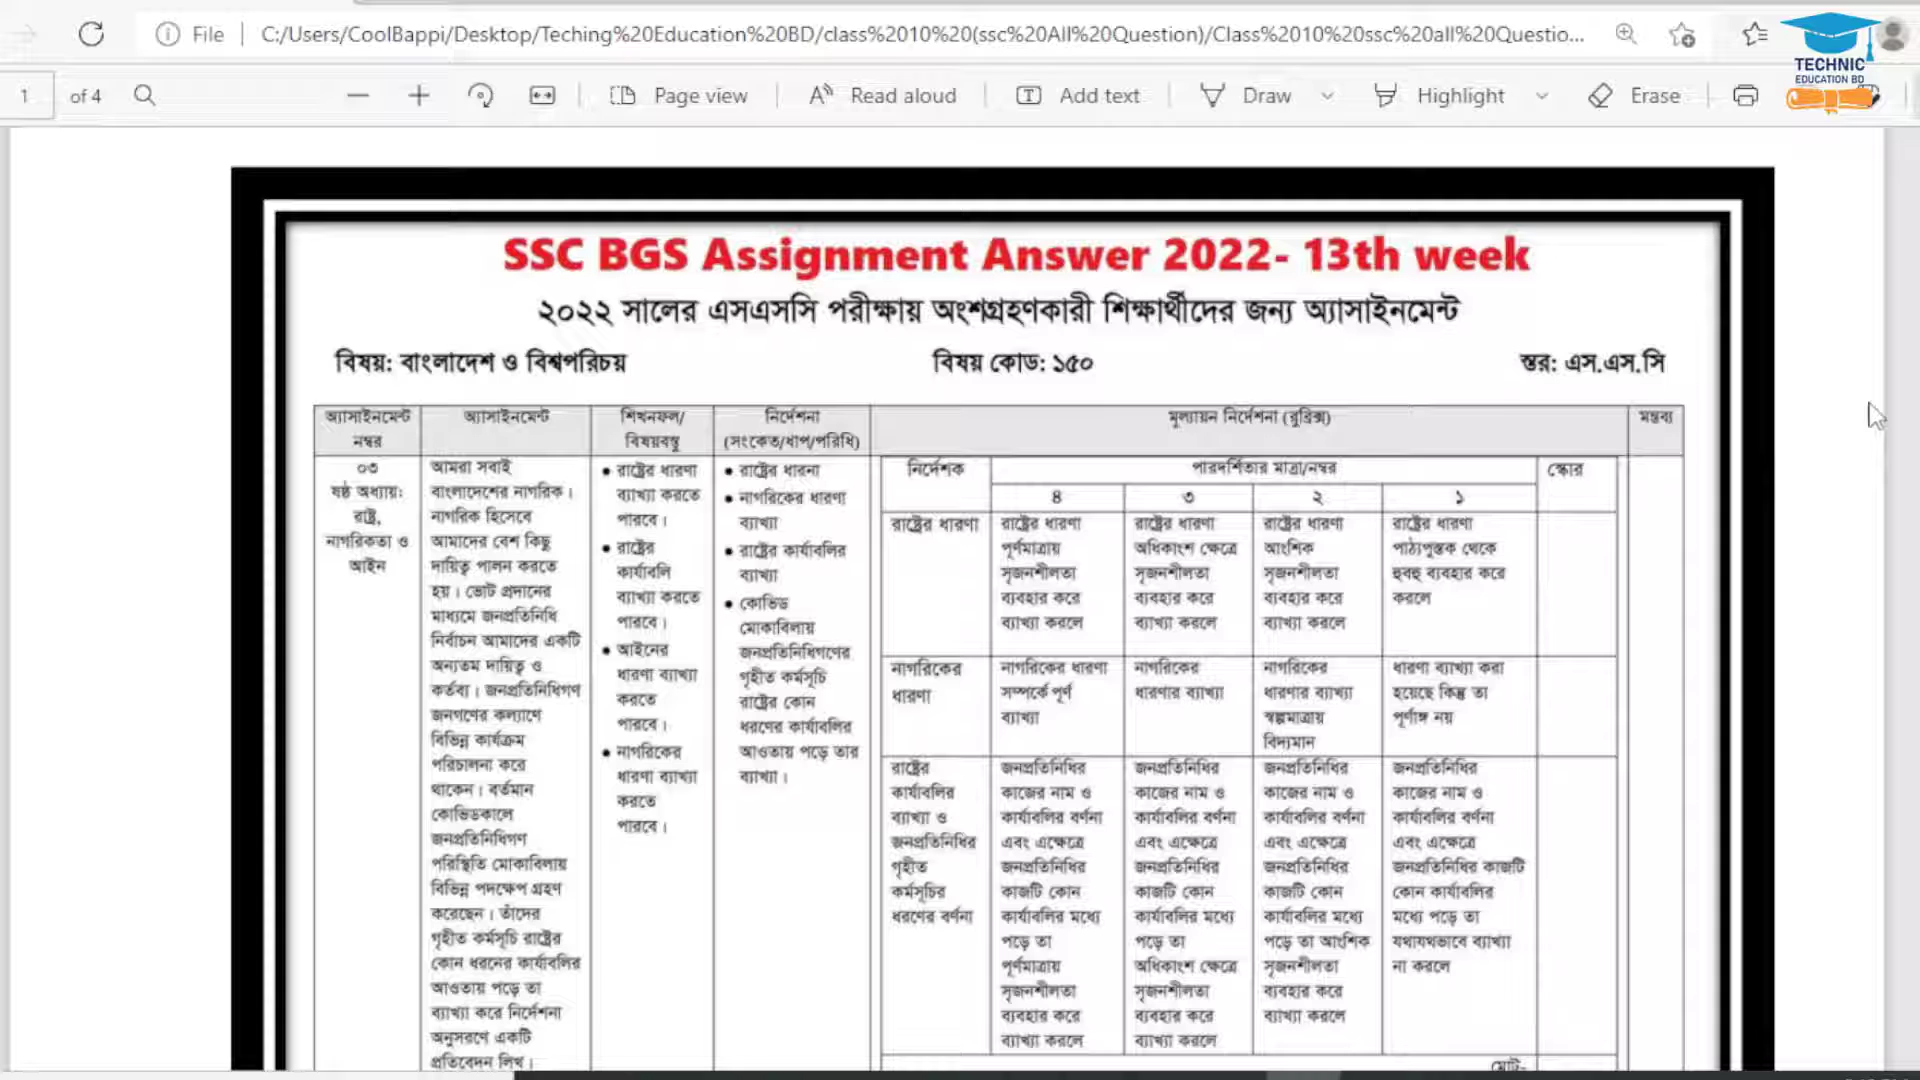 File
C:/Users/CoolBappi/Desktop/Teching%20Education%20BD/class%2010%20(ssc%20All%20Question)/Class%2010%20ssc%20all%20Questio...
TECHNIC
EDUCATION BD
1 of 4
Page view
Read aloud
Add text
Draw
Highlight
Erase
SSC BGS Assignment Answer 2022- 13th week
২০২২ সালের এসএসসি পরীক্ষায় অংশগ্রহণকারী শিক্ষার্থীদের জন্য অ্যাসাইনমেন্ট
বিষয়: বাংলাদেশ ও বিশ্বপরিচয়
বিষয় কোড: ১৫০
স্তর: এস.এস.সি
অ্যাসাইনমেন্ট
নম্বর
অ্যাসাইনমেন্ট
শিখনফল/
বিষয়বস্তু
নির্দেশনা
(সংকেত/ধাপ/পরিধি)
মূল্যায়ন নির্দেশনা (রুব্রিক্স)
মন্তব্য
০৩
ষষ্ঠ অধ্যায়:
রাষ্ট্র,
নাগরিকতা ও
আইন
আমরা সবাই
বাংলাদেশের নাগরিক।
নাগরিক হিসেবে
আমাদের বেশ কিছু
দায়িত্ব পালন করতে
হয়। ভোট প্রদানের
মাধ্যমে জনপ্রতিনিধি
নির্বাচন আমাদের একটি
অন্যতম দায়িত্ব ও
কর্তব্য। জনপ্রতিনিধিগণ
জনগণের কল্যাণে
বিভিন্ন কার্যক্রম
পরিচালনা করে
থাকেন। বর্তমান
কোভিডকালে
জনপ্রতিনিধিগণ
পরিস্থিতি মোকাবিলায়
বিভিন্ন পদক্ষেপ গ্রহণ
করেছেন। তাঁদের
গৃহীত কর্মসূচি রাষ্ট্রের
কোন ধরনের কার্যাবলির
আওতায় পড়ে তা
ব্যাখ্যা করে নির্দেশনা
অনুসরণে একটি
প্রতিবেদন লিখ।
• রাষ্ট্রের ধারণা
ব্যাখ্যা করতে
পারবে।
• রাষ্ট্রের
কার্যাবলি
ব্যাখ্যা করতে
পারবে।
• আইনের
ধারণা ব্যাখ্যা
করতে
পারবে।
• নাগরিকের
ধারণা ব্যাখ্যা
করতে
পারবে।
• রাষ্ট্রের ধারনা
• নাগরিকের ধারণা
ব্যাখ্যা
• রাষ্ট্রের কার্যাবলির
ব্যাখ্যা
• কোভিড
মোকাবিলায়
জনপ্রতিনিধিগণের
গৃহীত কর্মসূচি
রাষ্ট্রের কোন
ধরণের কার্যাবলির
আওতায় পড়ে তার
ব্যাখ্যা।
নির্দেশক
পারদর্শিতার মাত্রা/নম্বর
স্কোর
৪
৩
২
১
রাষ্ট্রের ধারণা
রাষ্ট্রের ধারণা
পূর্ণমাত্রায়
সৃজনশীলতা
ব্যবহার করে
ব্যাখ্যা করলে
রাষ্ট্রের ধারণা
অধিকাংশ ক্ষেত্রে
সৃজনশীলতা
ব্যবহার করে
ব্যাখ্যা করলে
রাষ্ট্রের ধারণা
আংশিক
সৃজনশীলতা
ব্যবহার করে
ব্যাখ্যা করলে
রাষ্ট্রের ধারণা
পাঠ্যপুস্তক থেকে
হুবহু ব্যবহার করে
করলে
নাগরিকের
ধারণা
নাগরিকের ধারণা
সম্পর্কে পূর্ণ
ব্যাখ্যা
নাগরিকের
ধারণার ব্যাখ্যা
নাগরিকের
ধারণার ব্যাখ্যা
স্বল্পমাত্রায়
বিদ্যমান
ধারণা ব্যাখ্যা করা
হয়েছে কিন্তু তা
পূর্ণাঙ্গ নয়
রাষ্ট্রের
কার্যাবলির
ব্যাখ্যা ও
জনপ্রতিনিধির
গৃহীত
কর্মসূচির
ধরণের বর্ণনা
জনপ্রতিনিধির
কাজের নাম ও
কার্যাবলির বর্ণনা
এবং এক্ষেত্রে
জনপ্রতিনিধির
কাজটি কোন
কার্যাবলির মধ্যে
পড়ে তা
পূর্ণমাত্রায়
সৃজনশীলতা
ব্যবহার করে
ব্যাখ্যা করলে
জনপ্রতিনিধির
কাজের নাম ও
কার্যাবলির বর্ণনা
এবং এক্ষেত্রে
জনপ্রতিনিধির
কাজটি কোন
কার্যাবলির মধ্যে
পড়ে তা
অধিকাংশ ক্ষেত্রে
সৃজনশীলতা
ব্যবহার করে
ব্যাখ্যা করলে
জনপ্রতিনিধির
কাজের নাম ও
কার্যাবলির বর্ণনা
এবং এক্ষেত্রে
জনপ্রতিনিধির
কাজটি কোন
কার্যাবলির মধ্যে
পড়ে তা আংশিক
সৃজনশীলতা
ব্যবহার করে
ব্যাখ্যা করলে
জনপ্রতিনিধির
কাজের নাম ও
কার্যাবলির বর্ণনা
এবং এক্ষেত্রে
জনপ্রতিনিধির কাজটি
কোন কার্যাবলির
মধ্যে পড়ে তা
যথাযথভাবে ব্যাখ্যা
না করলে